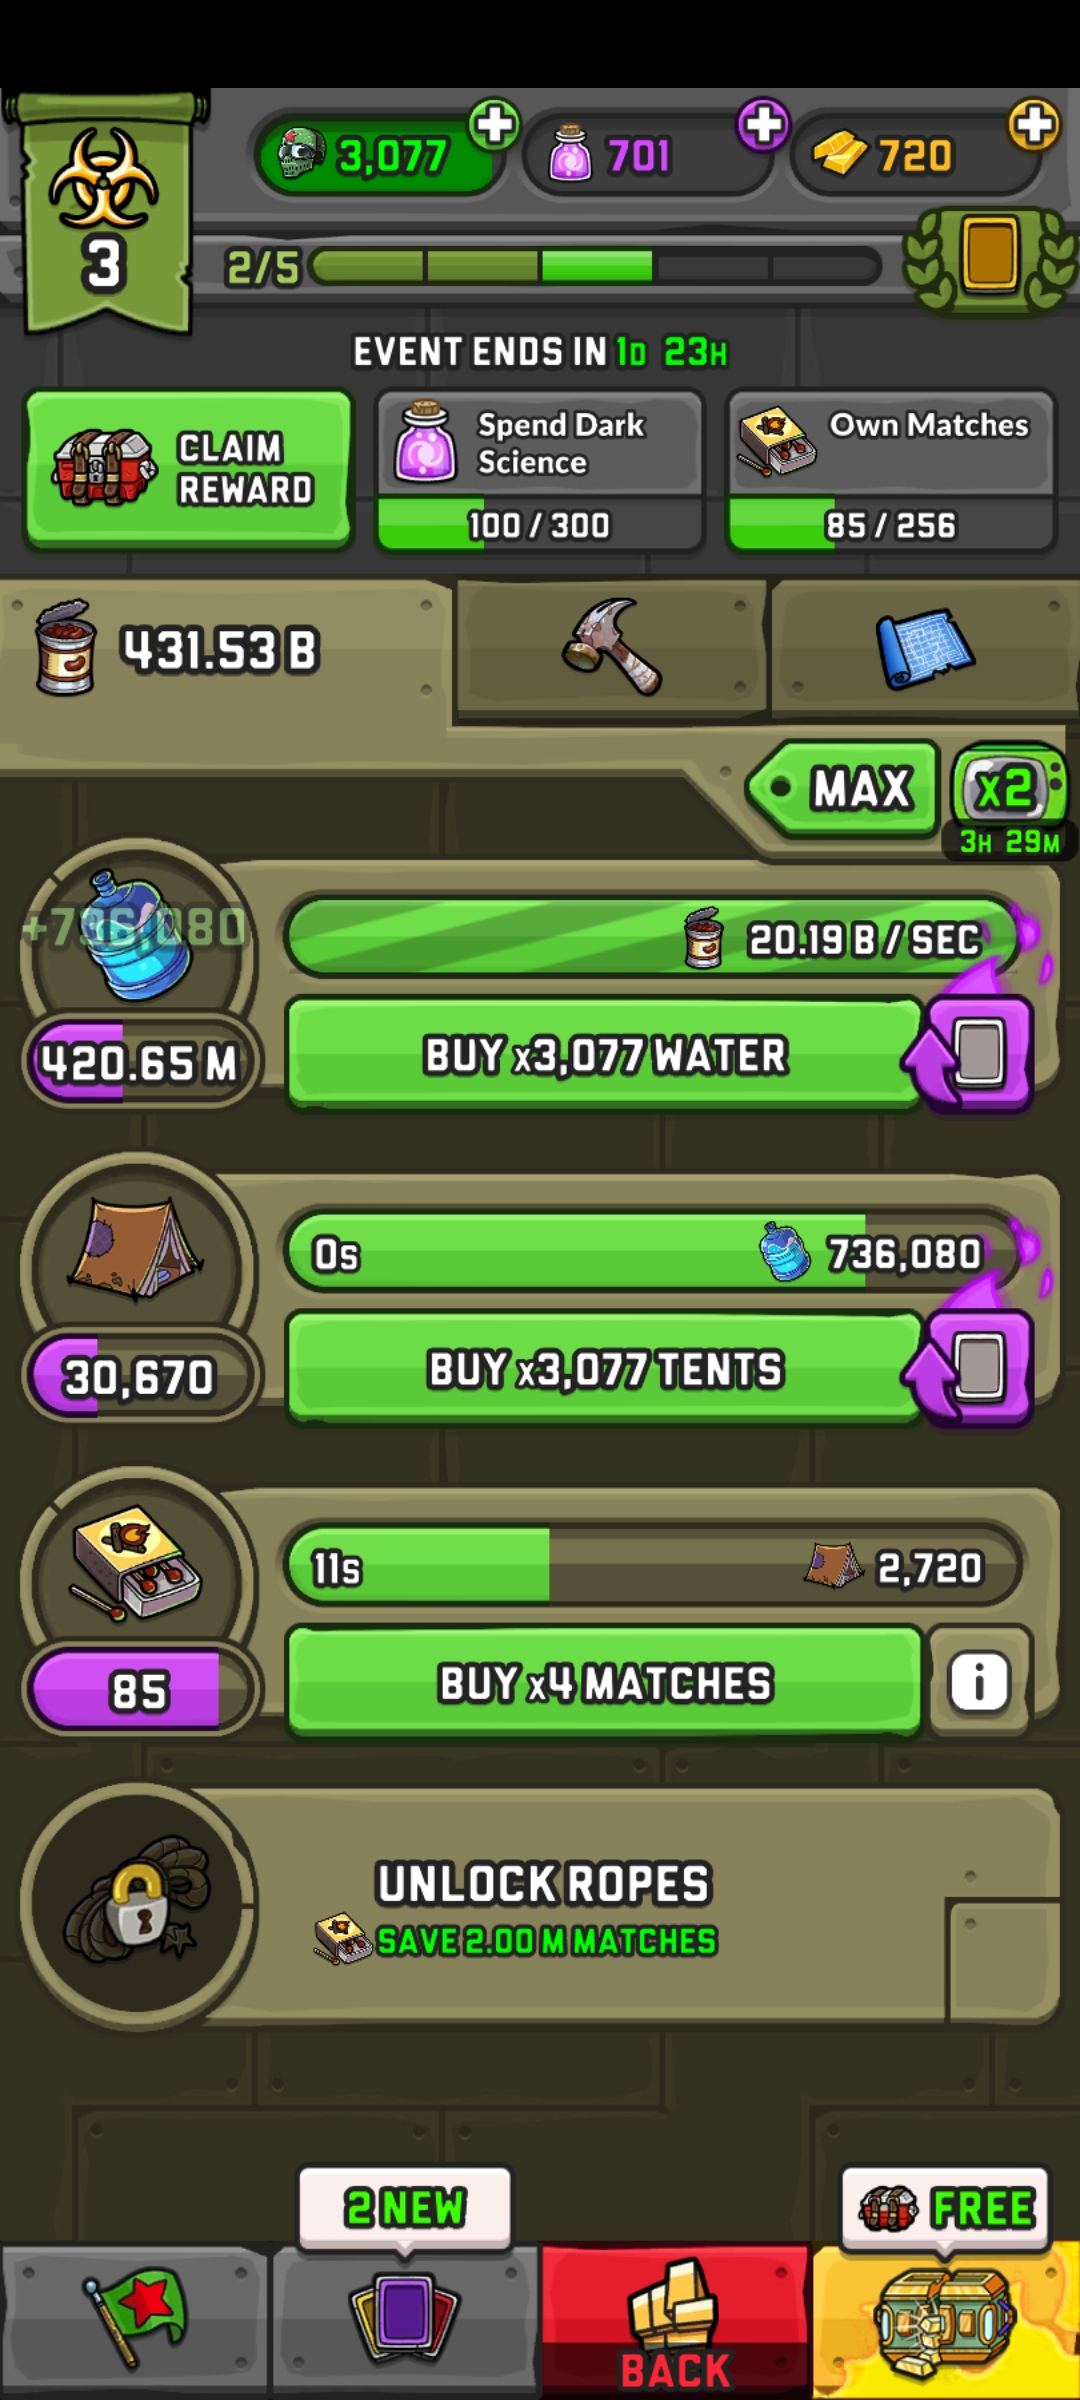 3,077
701
720
3
2/5
EVENT ENDS IN 1D 23H
CLAIM
REWARD
Spend Dark
Science
100 / 300
Own Matches
85 / 256
431.53 B
MAX
x2
3H 29M
+736,080
20.19 B / SEC
420.65 M
BUY x3,077 WATER
0s
736,080
30,670
BUY x3,077 TENTS
11s
2,720
85
BUY x4 MATCHES
i
UNLOCK ROPES
SAVE 2.00 M MATCHES
2 NEW
FREE
BACK